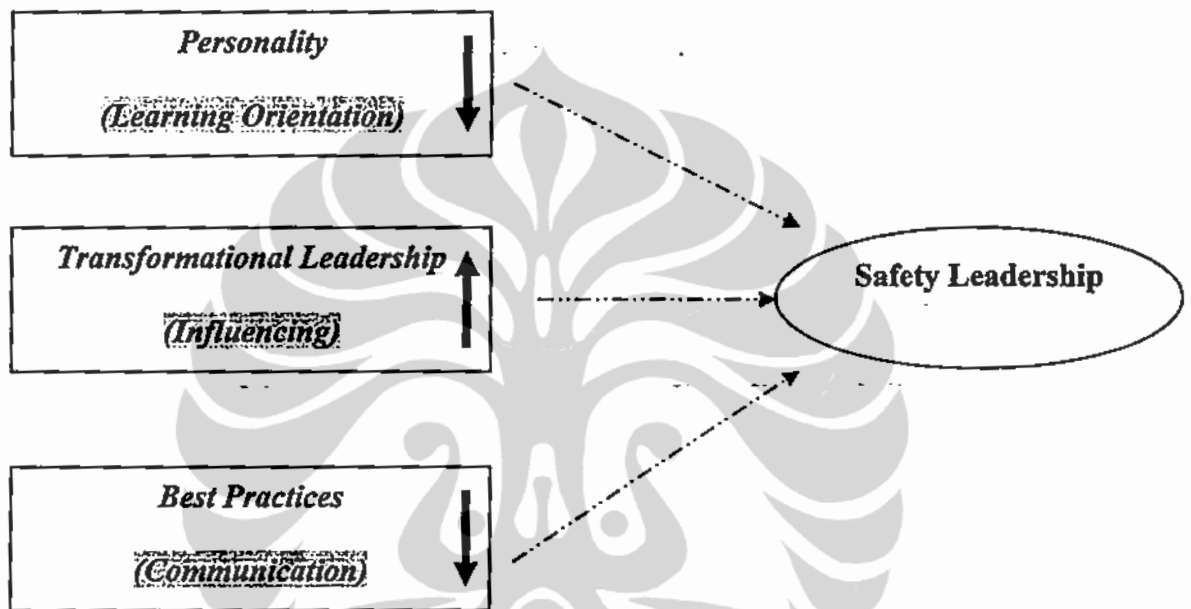 Personality
(Learning Orientation)
Transformational Leadership
(Influencing)
Safety Leadership
Best Practices
(Communication)